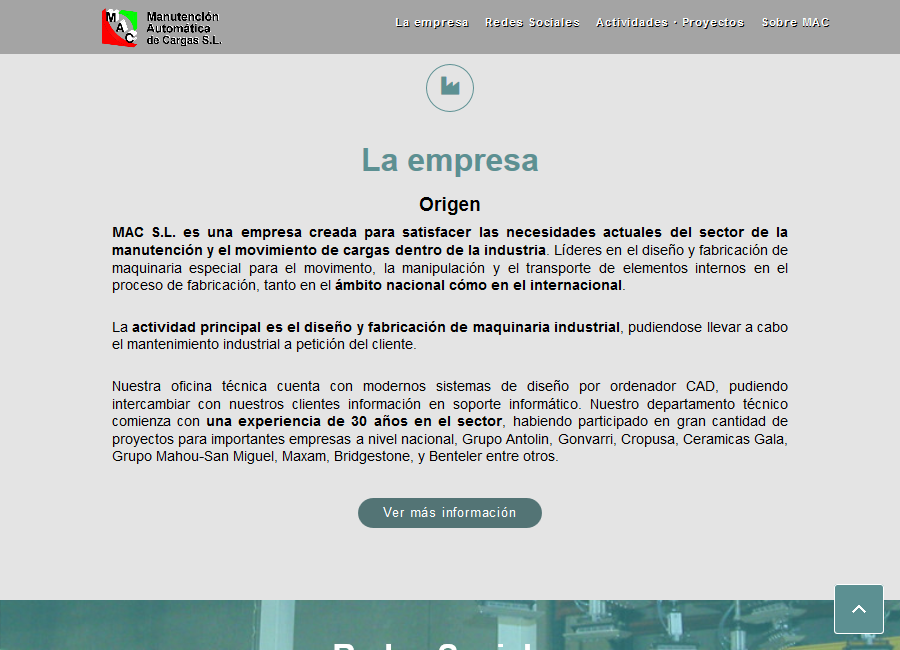 MAC
Manutención
Automática
de Cargas S.L.
La empresa Redes Sociales Actividades · Proyectos Sobre MAC
La empresa
Origen
MAC S.L. es una empresa creada para satisfacer las necesidades actuales del sector de la
manutención y el movimiento de cargas dentro de la industria. Líderes en el diseño y fabricación de
maquinaria especial para el movimento, la manipulación y el transporte de elementos internos en el
proceso de fabricación, tanto en el ámbito nacional cómo en el internacional.
La actividad principal es el diseño y fabricación de maquinaria industrial, pudiendose llevar a cabo
el mantenimiento industrial a petición del cliente.
Nuestra oficina técnica cuenta con modernos sistemas de diseño por ordenador CAD, pudiendo
intercambiar con nuestros clientes información en soporte informático. Nuestro departamento técnico
comienza con una experiencia de 30 años en el sector, habiendo participado en gran cantidad de
proyectos para importantes empresas a nivel nacional, Grupo Antolin, Gonvarri, Cropusa, Ceramicas Gala,
Grupo Mahou-San Miguel, Maxam, Bridgestone, y Benteler entre otros.
Ver más información